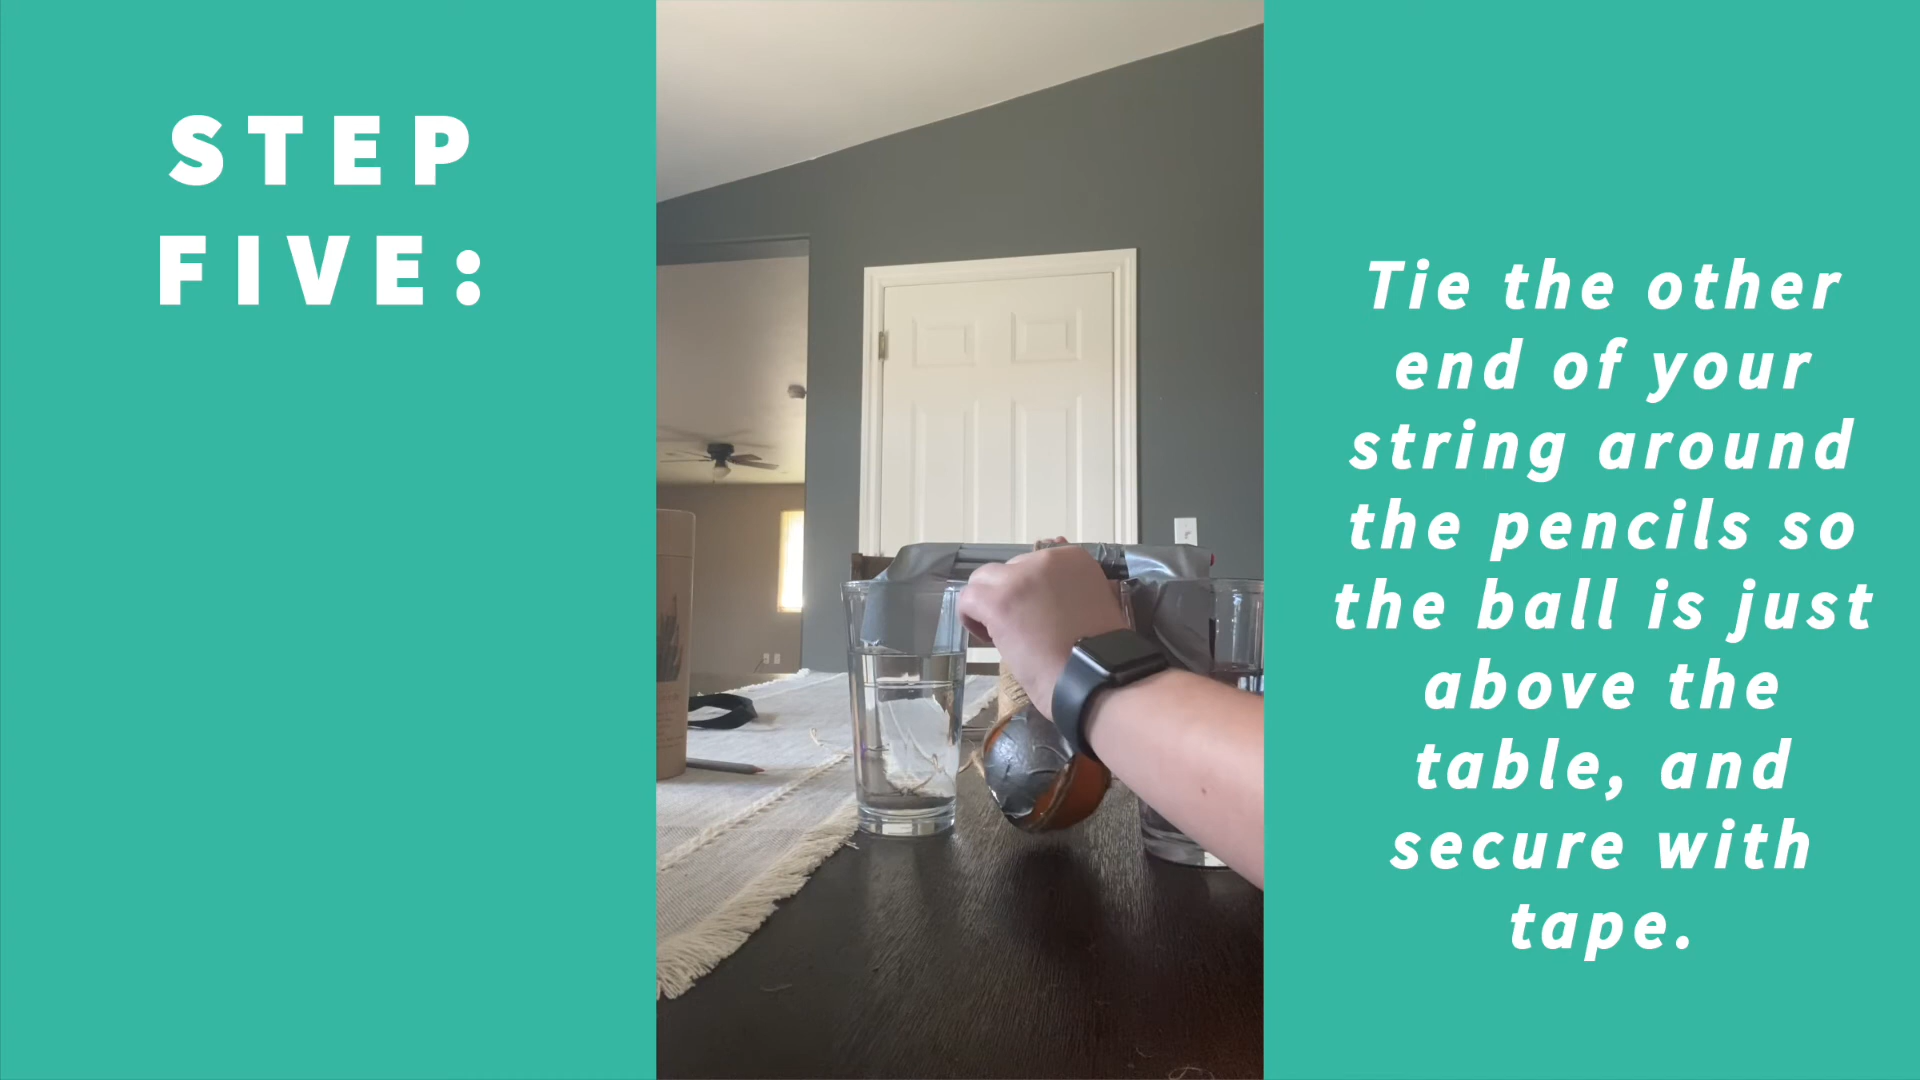 STEP
FIVE:
Tie the other
end of your
string around
the pencils so
the ball is just
above the
table, and
secure with
tape.